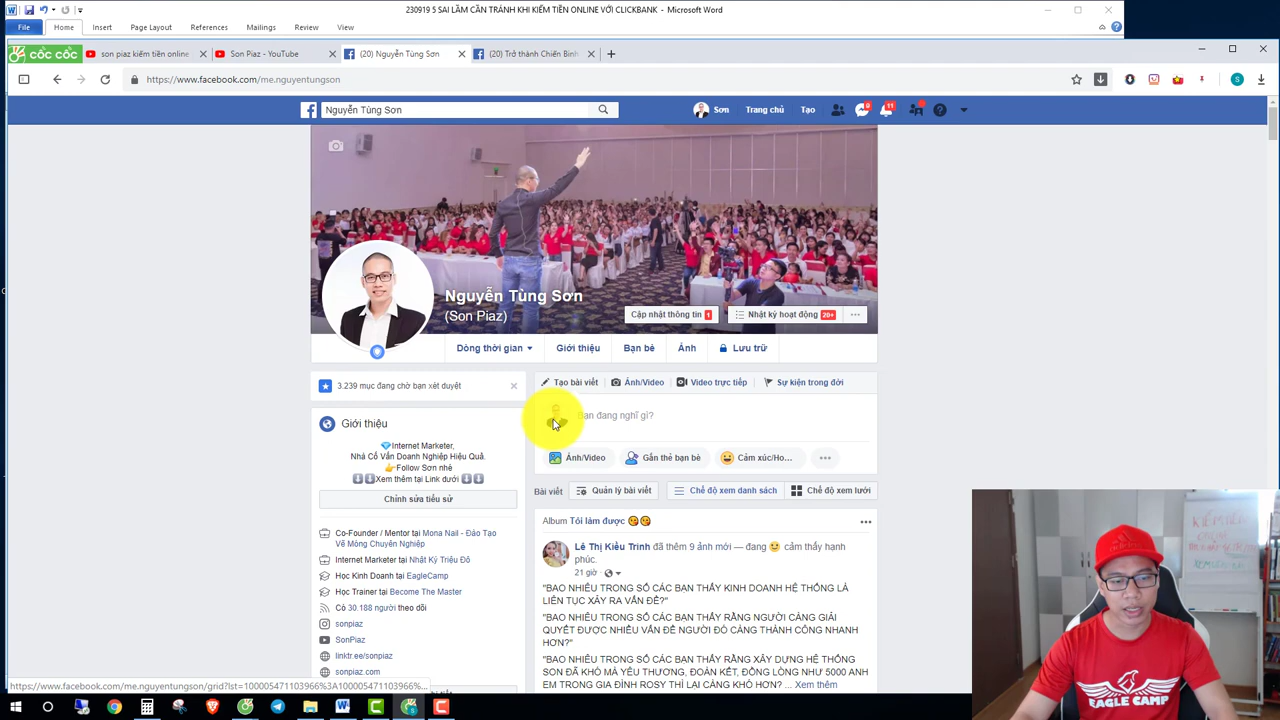 230919 5 SAI LẦM CẦN TRÁNH KHI KIẾM TIỀN ONLINE VỚI CLICKBANK - Microsoft Word
File Home Insert Page Layout References Mailings Review View
CỐC CỐC son piaz kiếm tiền online Son Piaz - YouTube (20) Nguyễn Tùng Sơn (20) Trở thành Chiến Binh
https://www.facebook.com/me.nguyentungson
Nguyễn Tùng Sơn Sơn Trang chủ Tạo 9 11
Nguyễn Tùng Sơn
(Son Piaz)
Cập nhật thông tin 1 Nhật ký hoạt động 20+
Dòng thời gian Giới thiệu Bạn bè Ảnh Lưu trữ
3.239 mục đang chờ bạn xét duyệt
Giới thiệu
Internet Marketer,
Nhà Cố Vấn Doanh Nghiệp Hiệu Quả.
Follow Sơn nhé
Xem thêm tại Link dưới
Chỉnh sửa tiểu sử
Co-Founder / Mentor tại Mona Nail - Đào Tạo
Vẽ Móng Chuyên Nghiệp
Internet Marketer tại Nhật Ký Triệu Đô
Học Kinh Doanh tại EagleCamp
Học Trainer tại Become The Master
Có 30.188 người theo dõi
sonpiaz
SonPiaz
linktr.ee/sonpiaz
sonpiaz.com
Tạo bài viết Ảnh/Video Video trực tiếp Sự kiện trong đời
Bạn đang nghĩ gì?
Ảnh/Video Gắn thẻ bạn bè Cảm xúc/Ho...
Bài viết Quản lý bài viết Chế độ xem danh sách Chế độ xem lưới
Album Tôi làm được
Lê Thị Kiều Trinh đã thêm 9 ảnh mới — đang cảm thấy hạnh
phúc.
21 giờ
"BAO NHIÊU TRONG SỐ CÁC BẠN THẤY KINH DOANH HỆ THỐNG LÀ
LIÊN TỤC XẢY RA VẤN ĐỀ?"
"BAO NHIÊU TRONG SỐ CÁC BẠN THẤY RẰNG NGƯỜI CÀNG GIẢI
QUYẾT ĐƯỢC NHIỀU VẤN ĐỀ NGƯỜI ĐÓ CÀNG THÀNH CÔNG NHANH
HƠN?"
"BAO NHIÊU TRONG SỐ CÁC BẠN THẤY RẰNG XÂY DỰNG HỆ THỐNG
SẼ KHÓ MÀ YÊU THƯƠNG, ĐOÀN KẾT, ĐỒNG LÒNG NHƯ 5000 ANH
EM TRONG GIA ĐÌNH ROSY THÌ LẠI CÀNG KHÓ HƠN? ... Xem thêm
https://www.facebook.com/me.nguyentungson/grid?lst=100005471103966%3A100005471103966%...
KIẾM TIỀN
ONLINE
EAGLE CAMP